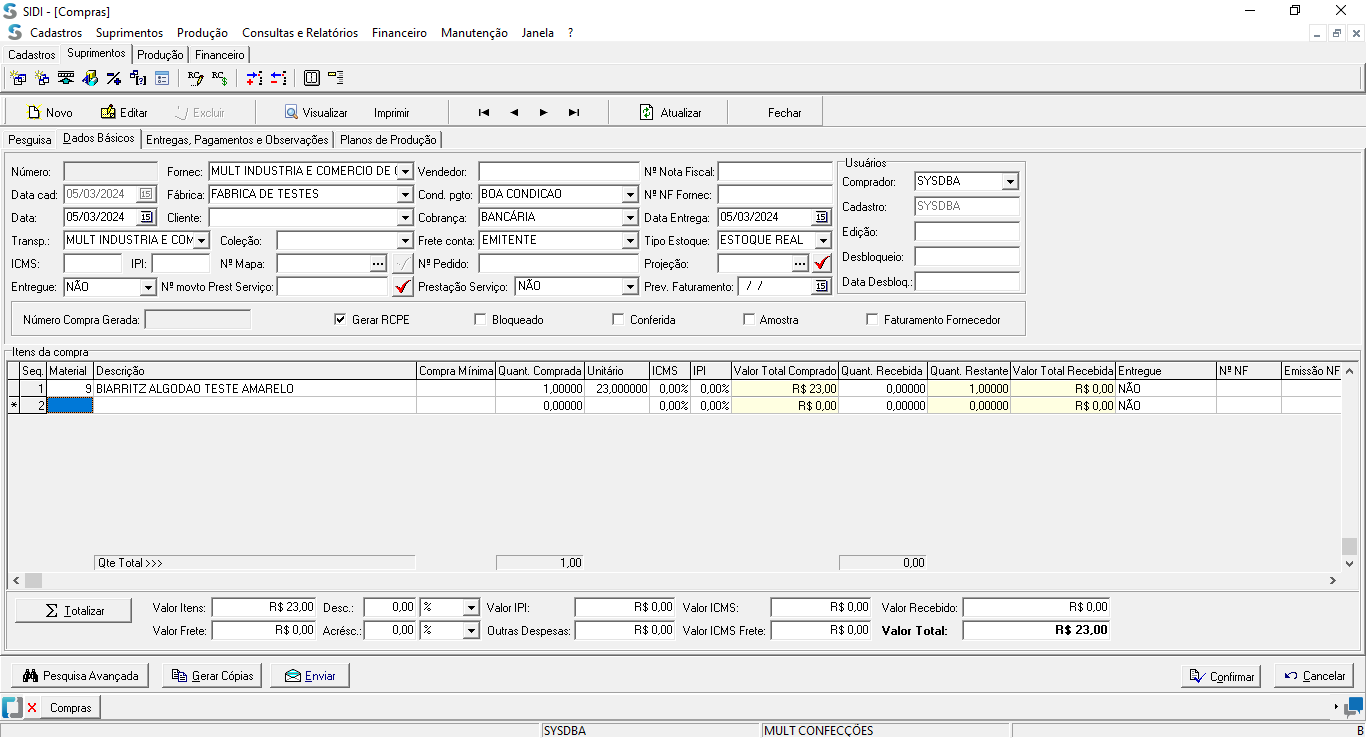 SIDI - [Compras]
Cadastros Suprimentos Produção Consultas e Relatórios Financeiro Manutenção Janela ?
Cadastros Suprimentos Produção Financeiro
Novo Editar Excluir Visualizar Imprimir Atualizar Fechar
Pesquisa Dados Básicos Entregas, Pagamentos e Observações Planos de Produção
Número: Fornec: MULT INDUSTRIA E COMERCIO DE ( Vendedor: Nº Nota Fiscal: Usuários
Comprador: SYSDBA
Data cad: 05/03/2024 15 Fábrica: FABRICA DE TESTES Cond. pgto: BOA CONDICAO Nº NF Fornec:
Cadastro: SYSDBA
Data: 05/03/2024 15 Cliente: Cobrança: BANCÁRIA Data Entrega: 05/03/2024 15
Edição:
Transp.: MULT INDUSTRIA E COM Coleção: Frete conta: EMITENTE Tipo Estoque: ESTOQUE REAL
Desbloqueio:
ICMS: IPI: Nº Mapa: ... Nº Pedido: Projeção: ...
Data Desbloq.:
Entregue: NÃO Nº movto Prest Serviço: Prestação Serviço: NÃO Prev. Faturamento: / / 15
Número Compra Gerada: Gerar RCPE Bloqueado Conferida Amostra Faturamento Fornecedor
Itens da compra
Seq. Material Descrição Compra Mínima Quant. Comprada Unitário ICMS IPI Valor Total Comprado Quant. Recebida Quant. Restante Valor Total Recebida Entregue Nº NF Emissão NF
1 9 BIARRITZ ALGODAO TESTE AMARELO 1,00000 23,000000 0,00% 0,00% R$ 23,00 0,00000 1,00000 R$ 0,00 NÃO
* 2 0,00000 0,00% 0,00% R$ 0,00 0,00000 0,00000 R$ 0,00 NÃO
Qte Total >>> 1,00 0,00
Σ Totalizar Valor Itens: R$ 23,00 Desc.: 0,00 % Valor IPI: R$ 0,00 Valor ICMS: R$ 0,00 Valor Recebido: R$ 0,00
Valor Frete: R$ 0,00 Acrésc.: 0,00 % Outras Despesas: R$ 0,00 Valor ICMS Frete: R$ 0,00 Valor Total: R$ 23,00
Pesquisa Avançada Gerar Cópias Enviar Confirmar Cancelar
Compras
SYSDBA MULT CONFECÇÕES B